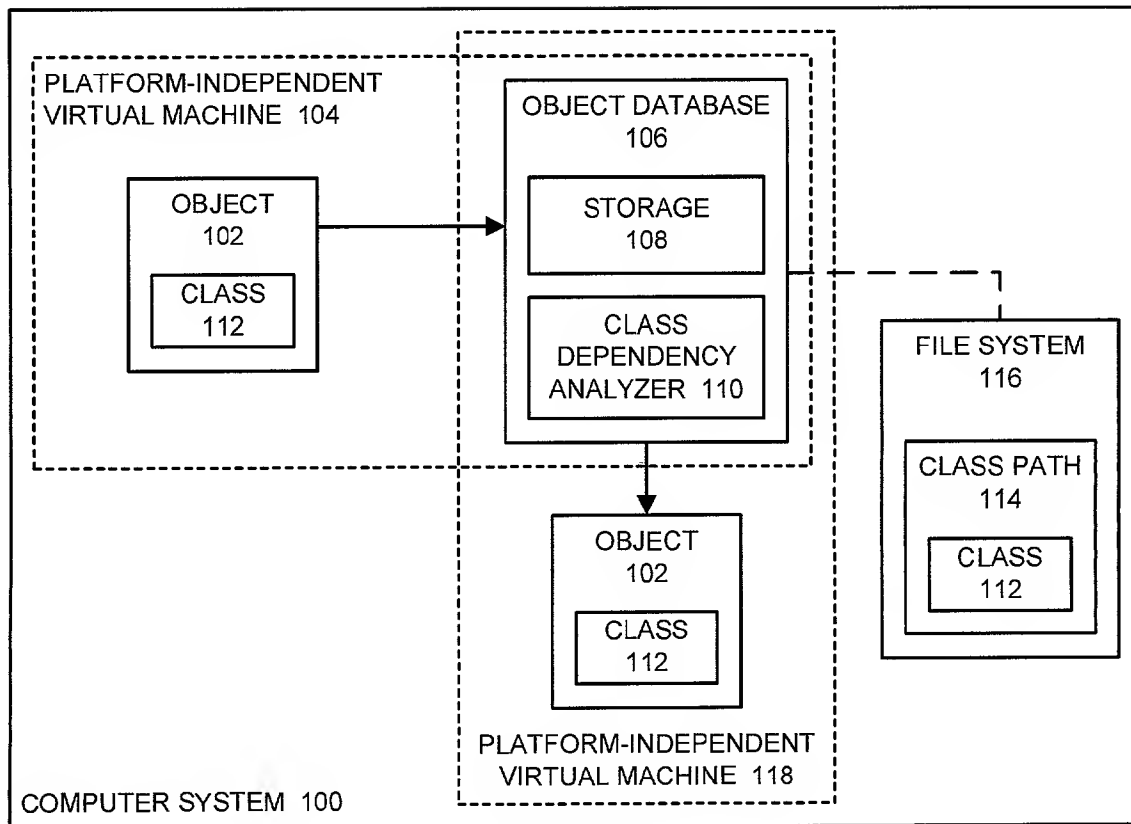 PLATFORM-INDEPENDENT
VIRTUAL MACHINE 104
OBJECT
102
CLASS
112
OBJECT DATABASE
106
STORAGE
108
CLASS
DEPENDENCY
ANALYZER 110
FILE SYSTEM
116
CLASS PATH
114
CLASS
112
OBJECT
102
CLASS
112
PLATFORM-INDEPENDENT
VIRTUAL MACHINE 118
COMPUTER SYSTEM 100